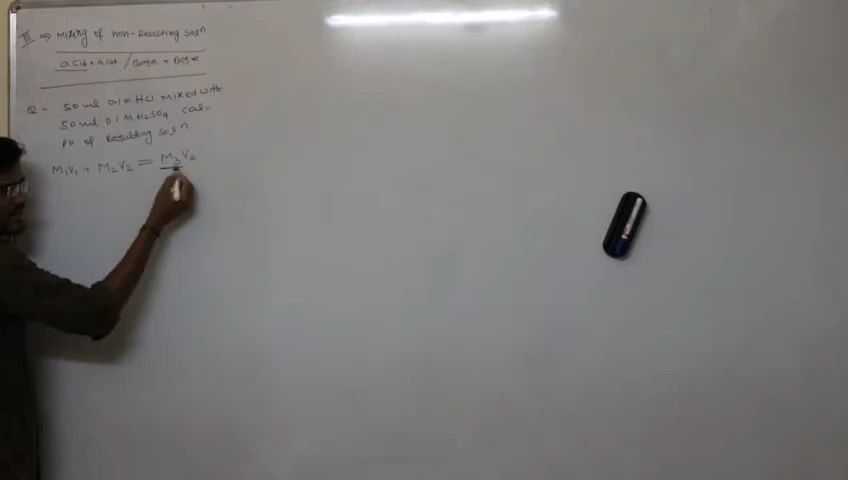 III ⇒ Mixing of non-Reacting solⁿ
acid + acid / Base + Base
Q - 50 ml 0.1 M HCl mixed with
50 ml 0.1 M H2SO4 cal-
PH of Resulting solⁿ
M1V1 + M2V2 = M3V3